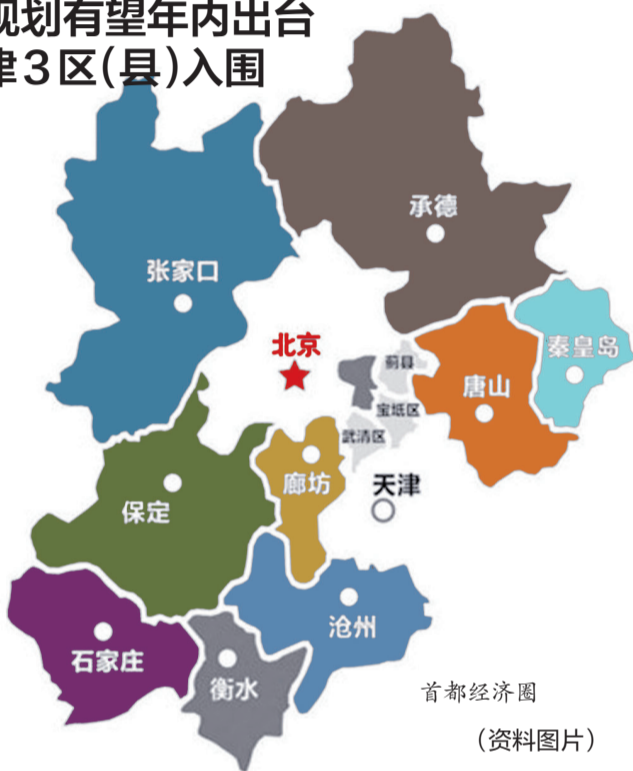 规划有望年内出台
津3区(县)入围
承德
张家口
北京
秦皇岛
蓟县
唐山
宝坻区
武清区
廊坊
天津
保定
沧州
石家庄
衡水
首都经济圈
(资料图片)